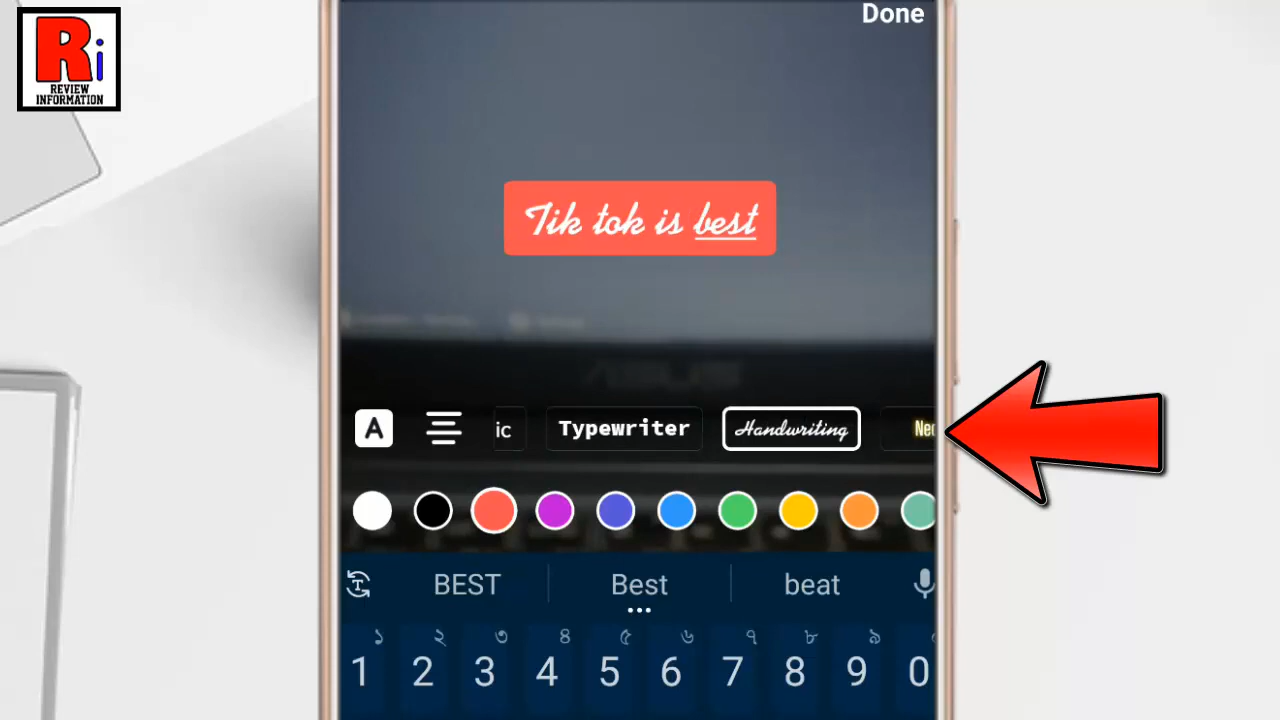 Ri
REVIEW
INFORMATION
Done
Tik tok is best
ASUS
A
ic Typewriter Handwriting
BEST Best beat
১ ২ ৩ ৪ ৫ ৬ ৭ ৮ ৯
1 2 3 4 5 6 7 8 9 0